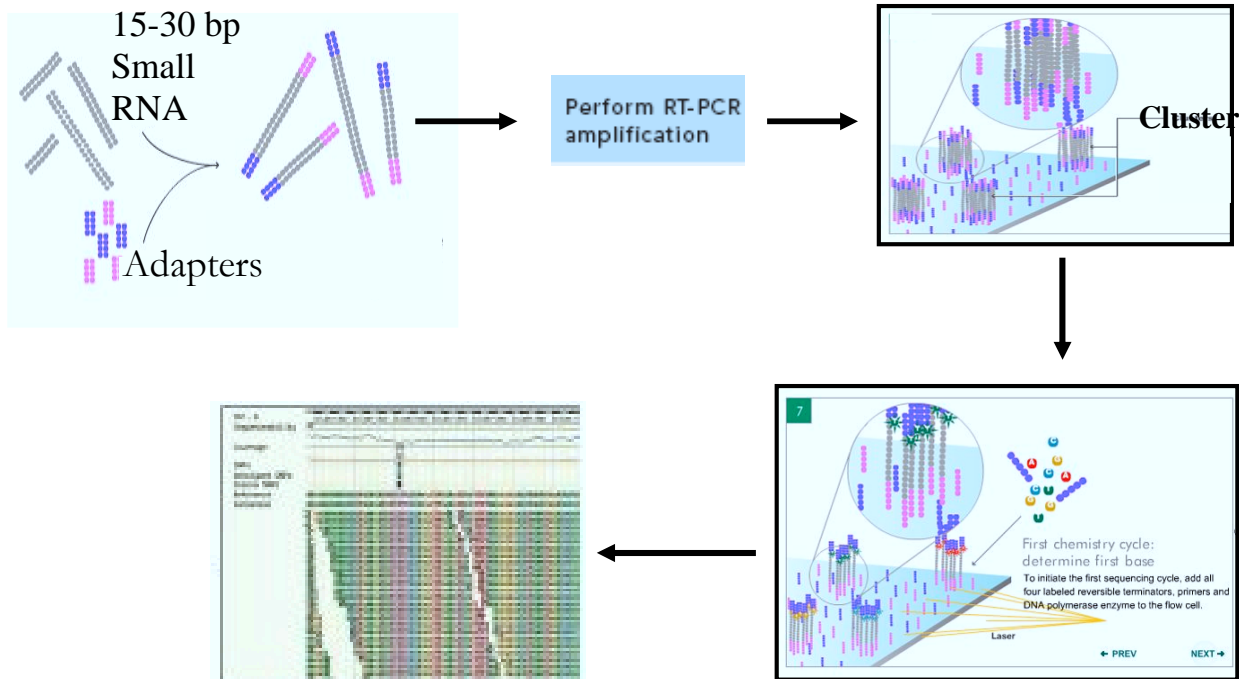 15-30 bp
Small
RNA
Adapters
Perform RT-PCR
amplification
Cluster
7
A
A
G
G
G
First chemistry cycle:
determine first base
To initiate the first sequencing cycle, add all
four labeled reversible terminators, primers and
DNA polymerase enzyme to the flow cell.
Laser
← PREV
NEXT →